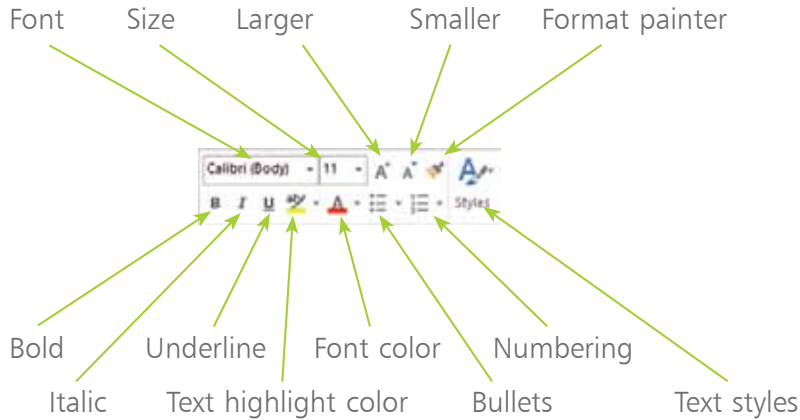 Font Size Larger Smaller Format painter
Calibri (Body) 11 A A A
B I U aby A Styles
Bold Underline Font color Numbering
Italic Text highlight color Bullets Text styles